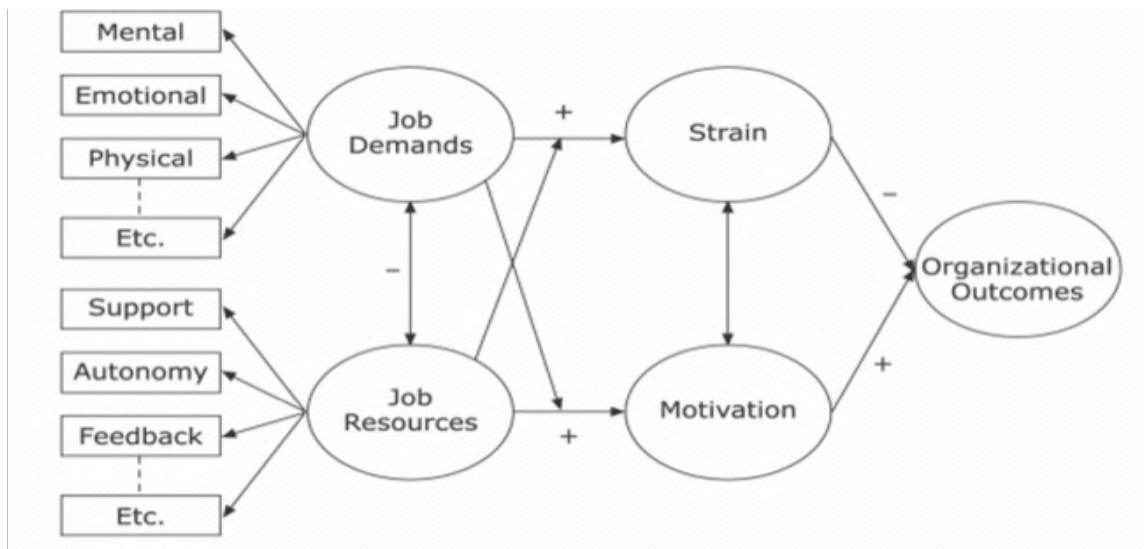 Mental
Emotional
Physical
Etc.
Support
Autonomy
Feedback
Etc.
Job
Demands
Job
Resources
+
–
+
Strain
Motivation
–
+
Organizational
Outcomes